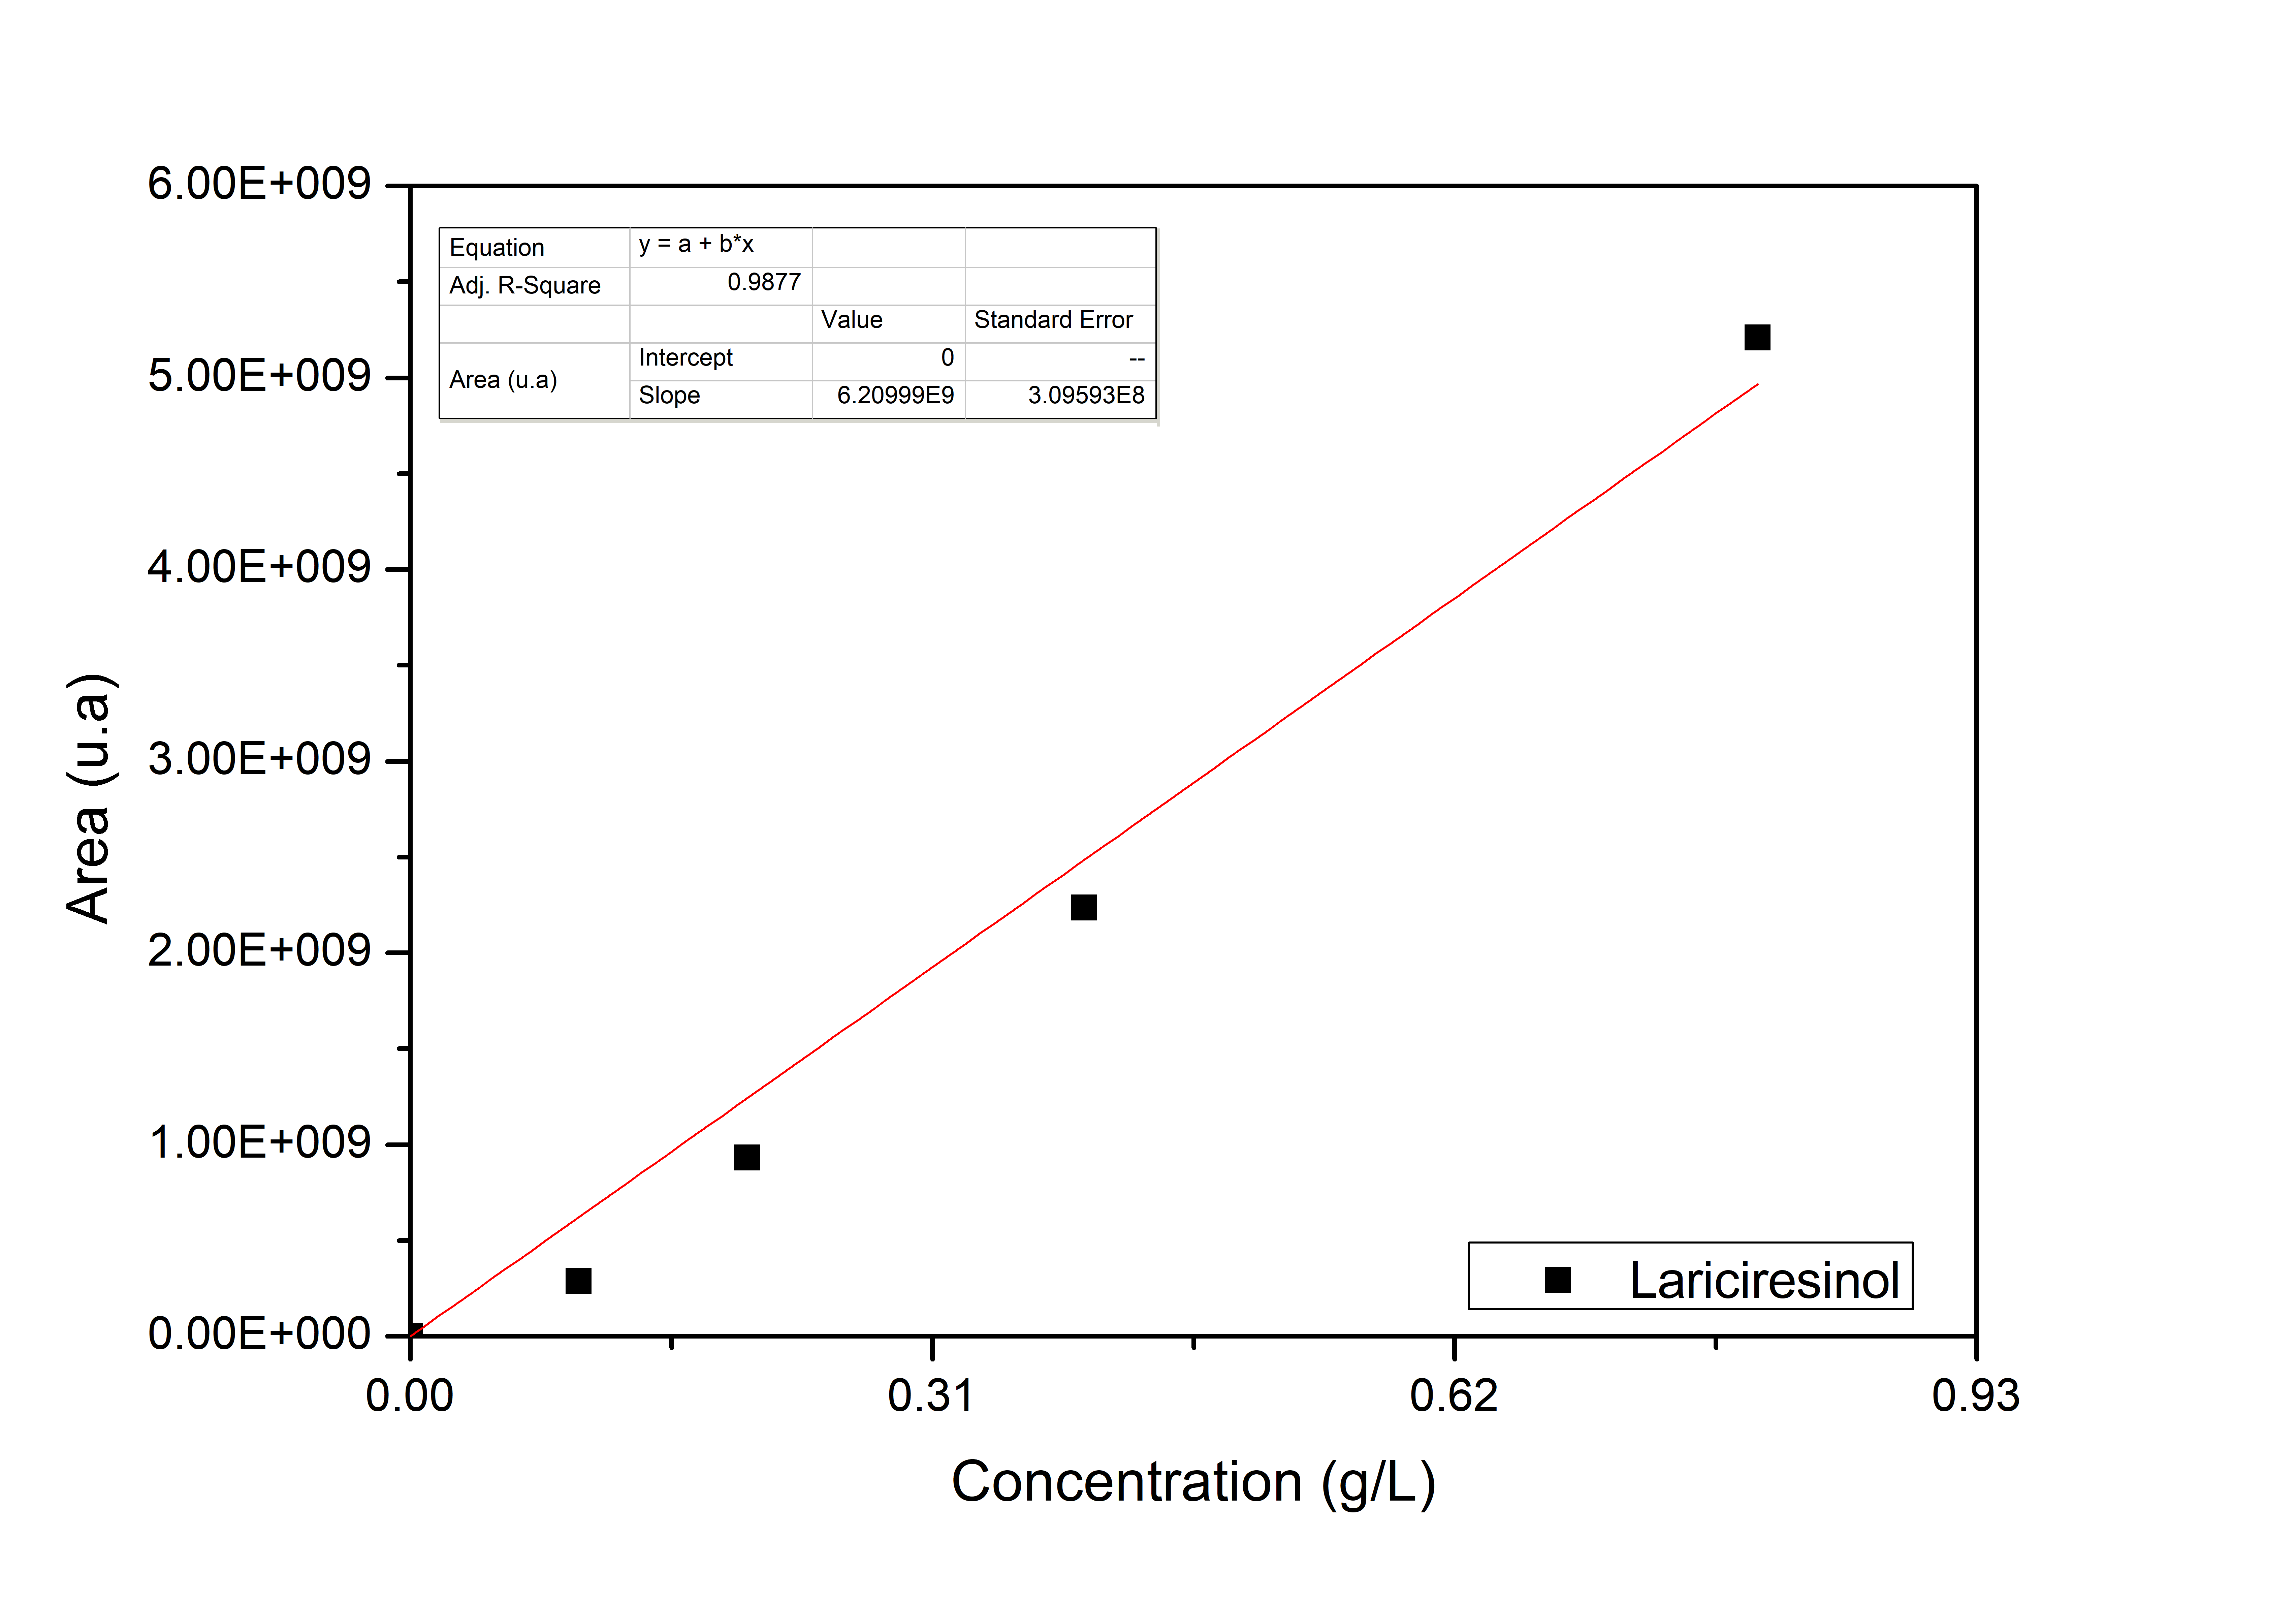 6.00E+009
5.00E+009
4.00E+009
3.00E+009
2.00E+009
1.00E+009
0.00E+000
Area (u.a)
Equation y = a + b*x
Adj. R-Square 0.9877
Value Standard Error
Area (u.a) Intercept 0 --
Slope 6.20999E9 3.09593E8
Lariciresinol
0.00 0.31 0.62 0.93
Concentration (g/L)